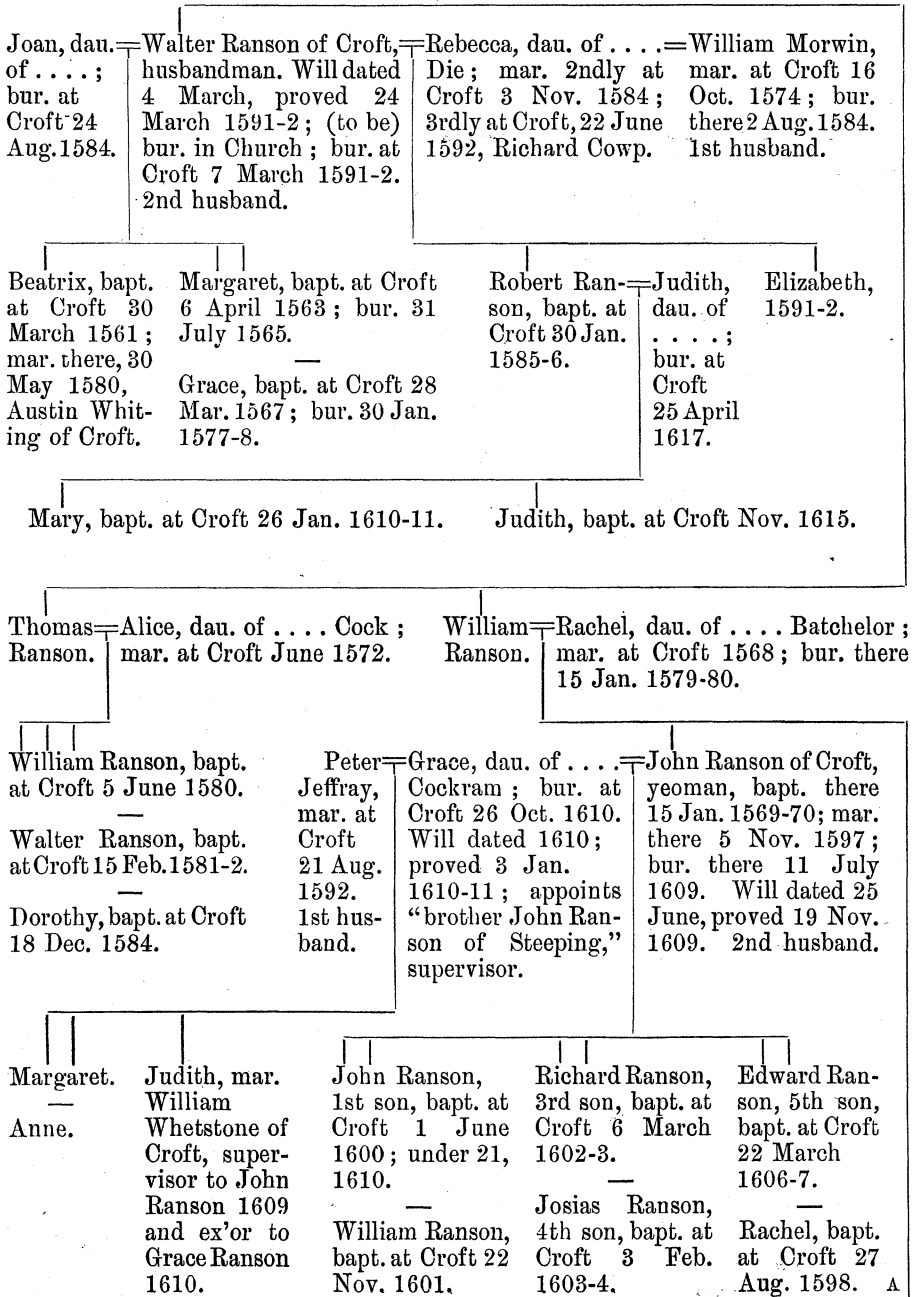 Joan, dau.
of . . . . ;
bur. at
Croft 24
Aug. 1584.
Walter Ranson of Croft,
husbandman. Will dated
4 March, proved 24
March 1591-2 ; (to be)
bur. in Church ; bur. at
Croft 7 March 1591-2.
2nd husband.
Rebecca, dau. of . . . .
Die ; mar. 2ndly at
Croft 3 Nov. 1584 ;
3rdly at Croft, 22 June
1592, Richard Cowp.
William Morwin,
mar. at Croft 16
Oct. 1574 ; bur.
there 2 Aug. 1584.
1st husband.
Beatrix, bapt.
at Croft 30
March 1561 ;
mar. there, 30
May 1580,
Austin Whit-
ing of Croft.
Margaret, bapt. at Croft
6 April 1563 ; bur. 31
July 1565.
—
Grace, bapt. at Croft 28
Mar. 1567 ; bur. 30 Jan.
1577-8.
Robert Ran-
son, bapt. at
Croft 30 Jan.
1585-6.
Judith,
dau. of
. . . . ;
bur. at
Croft
25 April
1617.
Elizabeth,
1591-2.
Mary, bapt. at Croft 26 Jan. 1610-11.
Judith, bapt. at Croft Nov. 1615.
Thomas
Ranson.
Alice, dau. of . . . . Cock ;
mar. at Croft June 1572.
William
Ranson.
Rachel, dau. of . . . . Batchelor ;
mar. at Croft 1568 ; bur. there
15 Jan. 1579-80.
William Ranson, bapt.
at Croft 5 June 1580.
—
Walter Ranson, bapt.
at Croft 15 Feb. 1581-2.
—
Dorothy, bapt. at Croft
18 Dec. 1584.
Peter
Jeffray,
mar. at
Croft
21 Aug.
1592.
1st hus-
band.
Grace, dau. of . . . .
Cockram ; bur. at
Croft 26 Oct. 1610.
Will dated 1610 ;
proved 3 Jan.
1610-11 ; appoints
“brother John Ran-
son of Steeping,”
supervisor.
John Ranson of Croft,
yeoman, bapt. there
15 Jan. 1569-70; mar.
there 5 Nov. 1597 ;
bur. there 11 July
1609. Will dated 25
June, proved 19 Nov.
1609. 2nd husband.
Margaret.
—
Anne.
Judith, mar.
William
Whetstone of
Croft, super-
visor to John
Ranson 1609
and ex'or to
Grace Ranson
1610.
John Ranson,
1st son, bapt. at
Croft 1 June
1600 ; under 21,
1610.
—
William Ranson,
bapt. at Croft 22
Nov. 1601.
Richard Ranson,
3rd son, bapt. at
Croft 6 March
1602-3.
—
Josias Ranson,
4th son, bapt. at
Croft 3 Feb.
1603-4.
Edward Ran-
son, 5th son,
bapt. at Croft
22 March
1606-7.
—
Rachel, bapt.
at Croft 27
Aug. 1598.
A